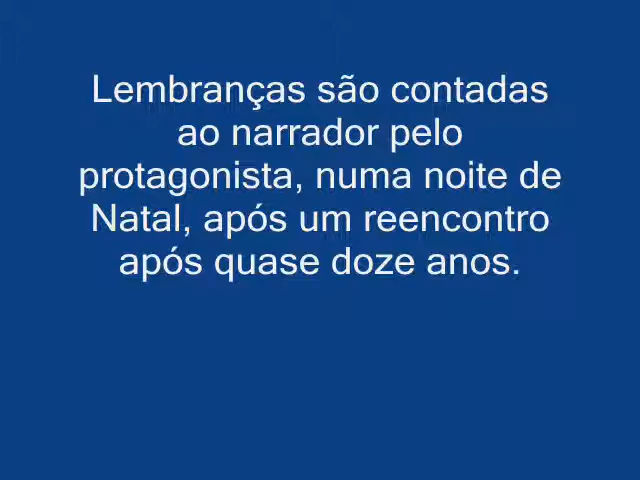 Lembranças são contadas
ao narrador pelo
protagonista, numa noite de
Natal, após um reencontro
após quase doze anos.